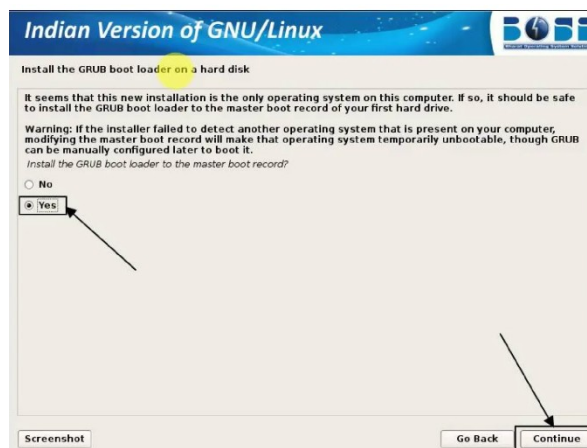 Indian Version of GNU/Linux
BOSS
Bharat Operating System Solutions
Install the GRUB boot loader on a hard disk
It seems that this new installation is the only operating system on this computer. If so, it should be safe
to install the GRUB boot loader to the master boot record of your first hard drive.
Warning: If the installer failed to detect another operating system that is present on your computer,
modifying the master boot record will make that operating system temporarily unbootable, though GRUB
can be manually configured later to boot it.
Install the GRUB boot loader to the master boot record?
No
Yes
Screenshot
Go Back
Continue